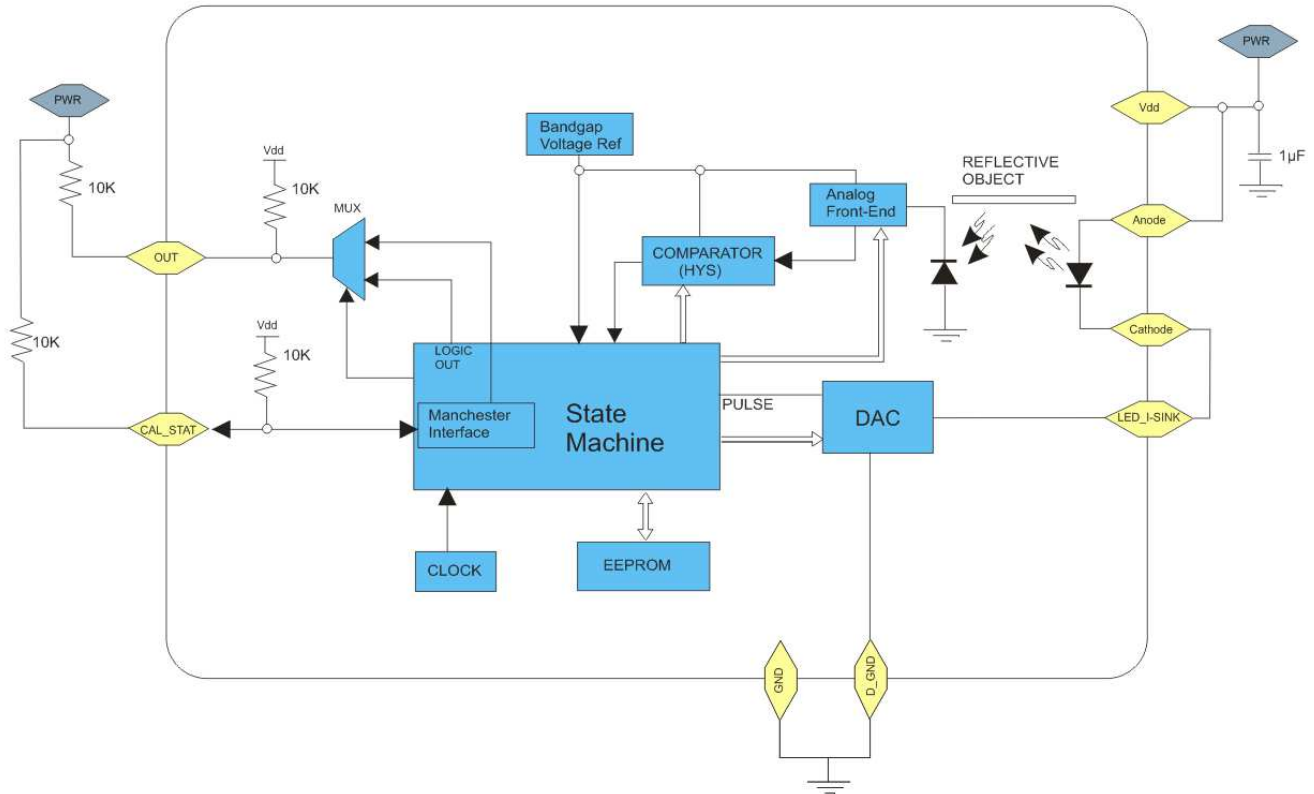 PWR
PWR
Vdd
1µF
Bandgap
Voltage Ref
REFLECTIVE
OBJECT
10K
Vdd
10K
MUX
Analog
Front-End
Anode
OUT
COMPARATOR
(HYS)
Vdd
10K
10K
Cathode
LOGIC
OUT
PULSE
DAC
CAL_STAT
Manchester
Interface
State
Machine
LED_I-SINK
CLOCK
EEPROM
GND
D_GND